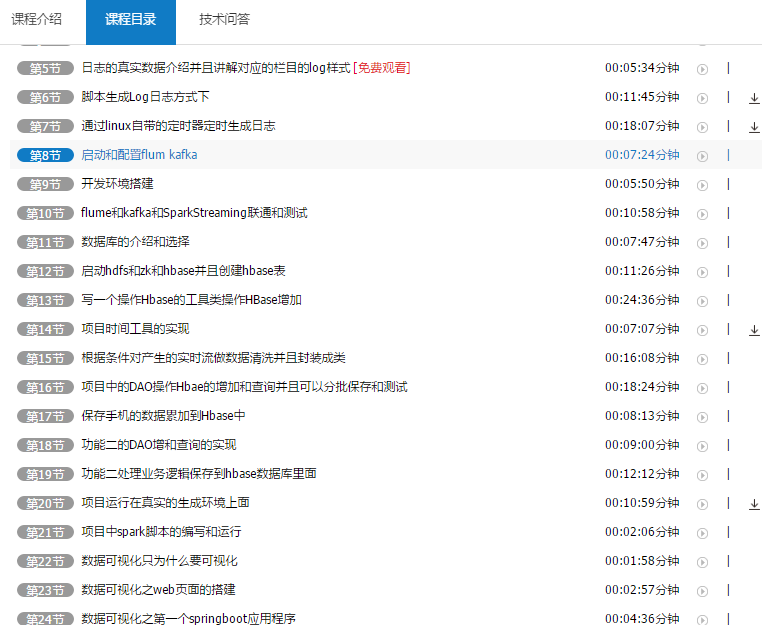 课程介绍 课程目录 技术问答
第5节 日志的真实数据介绍并且讲解对应的栏目的log样式 [免费观看] 00:05:34分钟
第6节 脚本生成Log日志方式下 00:11:45分钟
第7节 通过linux自带的定时器定时生成日志 00:18:07分钟
第8节 启动和配置flum kafka 00:07:24分钟
第9节 开发环境搭建 00:05:50分钟
第10节 flume和kafka和SparkStreaming联通和测试 00:10:58分钟
第11节 数据库的介绍和选择 00:07:47分钟
第12节 启动hdfs和zk和hbase并且创建hbase表 00:11:26分钟
第13节 写一个操作Hbase的工具类操作HBase增加 00:24:36分钟
第14节 项目时间工具的实现 00:07:07分钟
第15节 根据条件对产生的实时流做数据清洗并且封装成类 00:16:08分钟
第16节 项目中的DAO操作Hbae的增加和查询并且可以分批保存和测试 00:18:24分钟
第17节 保存手机的数据累加到Hbase中 00:08:13分钟
第18节 功能二的DAO增和查询的实现 00:09:00分钟
第19节 功能二处理业务逻辑保存到hbase数据库里面 00:12:12分钟
第20节 项目运行在真实的生成环境上面 00:10:59分钟
第21节 项目中spark脚本的编写和运行 00:02:06分钟
第22节 数据可视化只为什么要可视化 00:01:58分钟
第23节 数据可视化之web页面的搭建 00:02:57分钟
第24节 数据可视化之第一个springboot应用程序 00:04:36分钟